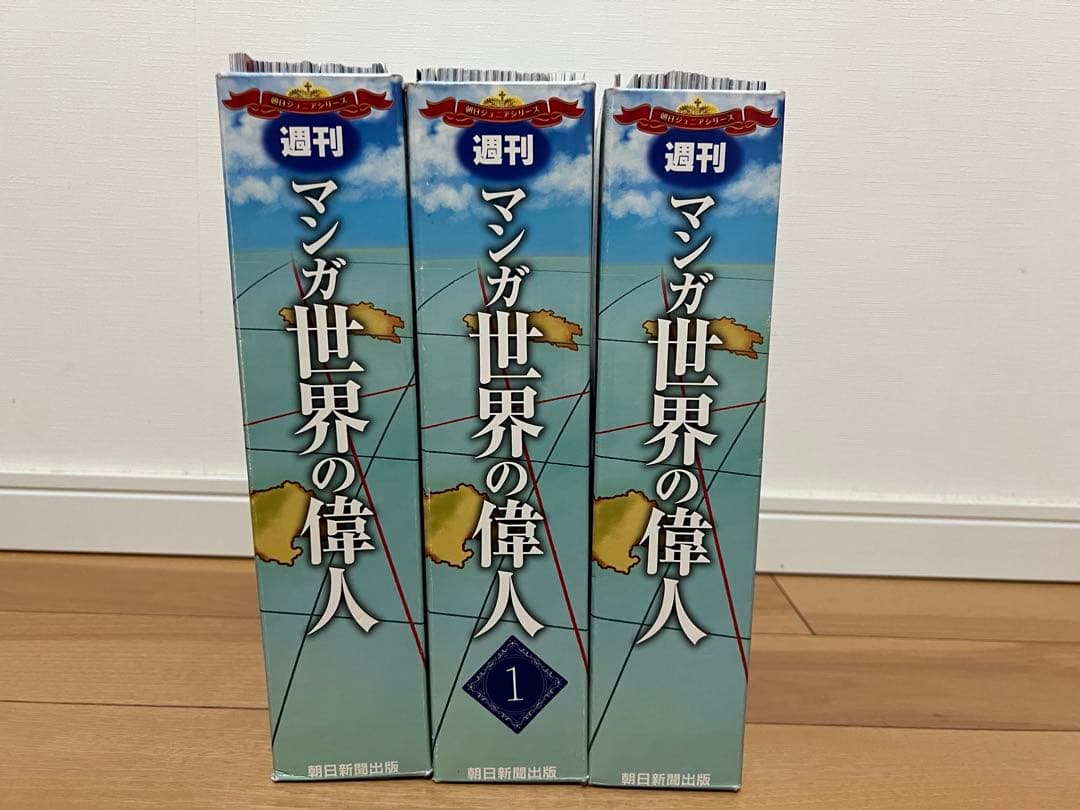 朝日ジュニアシリーズ
週刊
マンガ世界の偉人
朝日新聞出版
朝日ジュニアシリーズ
週刊
マンガ世界の偉人
1
朝日新聞出版
朝日ジュニアシリーズ
週刊
マンガ世界の偉人
朝日新聞出版